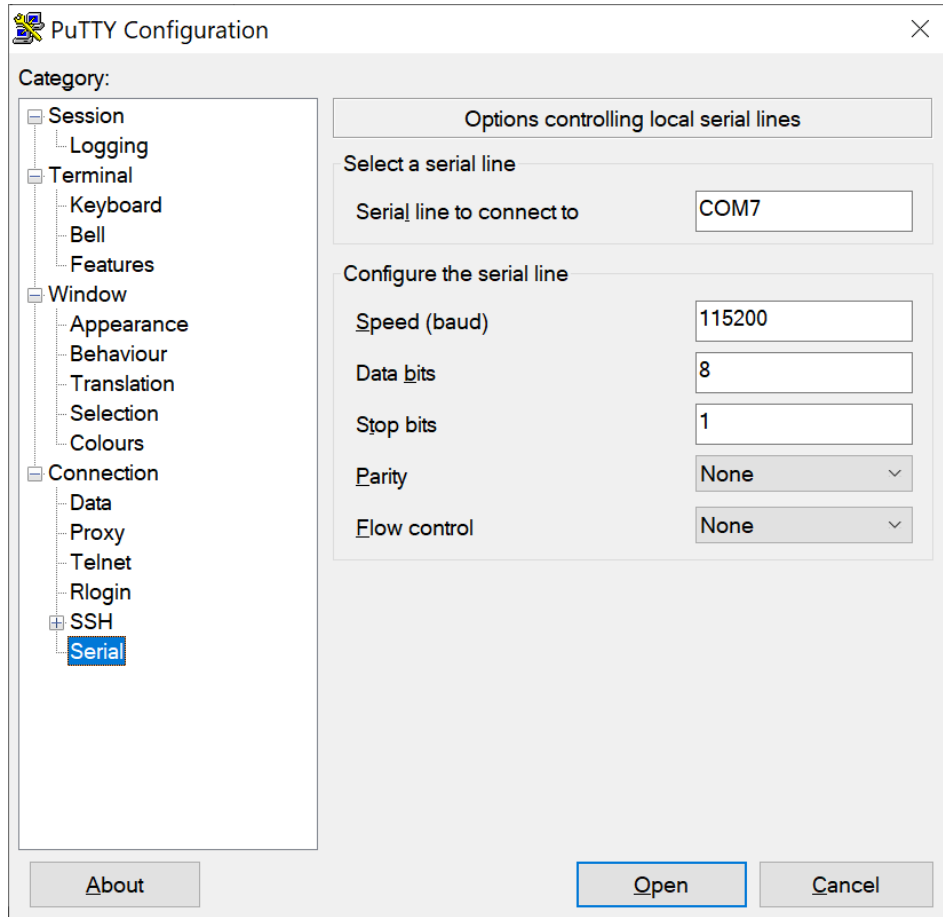 PuTTY Configuration
Category:
Session
Logging
Terminal
Keyboard
Bell
Features
Window
Appearance
Behaviour
Translation
Selection
Colours
Connection
Data
Proxy
Telnet
Rlogin
SSH
Serial
Options controlling local serial lines
Select a serial line
Serial line to connect to COM7
Configure the serial line
Speed (baud) 115200
Data bits 8
Stop bits 1
Parity None
Flow control None
About Open Cancel